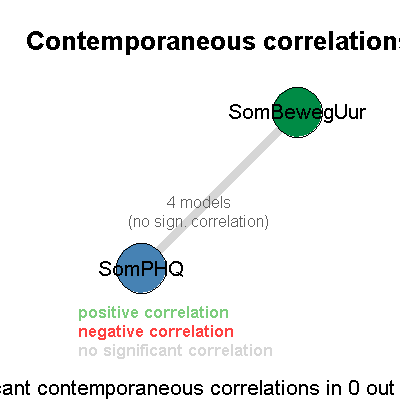 Contemporaneous correlations
SomBewegUur
4 models
(no sign. correlation)
SomPHQ
positive correlation
negative correlation
no significant correlation
cant contemporaneous correlations in 0 out